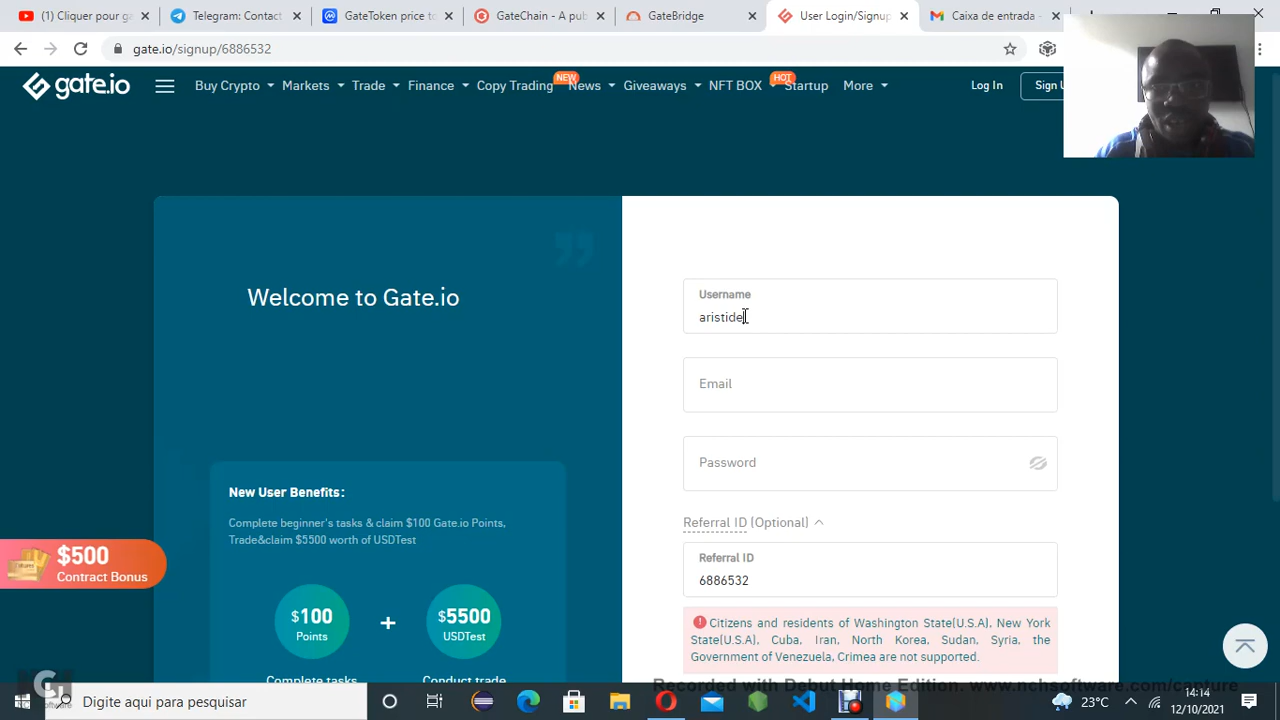 (1) Cliquer pour ga
Telegram: Contact
GateToken price to
GateChain - A pub
GateBridge
User Login/Signup
Caixa de entrada -
gate.io/signup/6886532
gate.io
Buy Crypto
Markets
Trade
Finance
Copy Trading
NEW
News
Giveaways
NFT BOX
HOT
Startup
More
Log In
Sign U
Welcome to Gate.io
Username
aristide
Email
Password
Referral ID (Optional)
Referral ID
6886532
Citizens and residents of Washington State(U.S.A), New York
State(U.S.A), Cuba, Iran, North Korea, Sudan, Syria, the
Government of Venezuela, Crimea are not supported.
New User Benefits:
Complete beginner's tasks & claim $100 Gate.io Points,
Trade&claim $5500 worth of USDTest
$100
Points
+
$5500
USDTest
Complete tasks
Conduct trade
$500
Contract Bonus
Recorded with Debut Home Edition. www.nchsoftware.com/capture
Digite aqui para pesquisar
23°C
14:14
12/10/2021